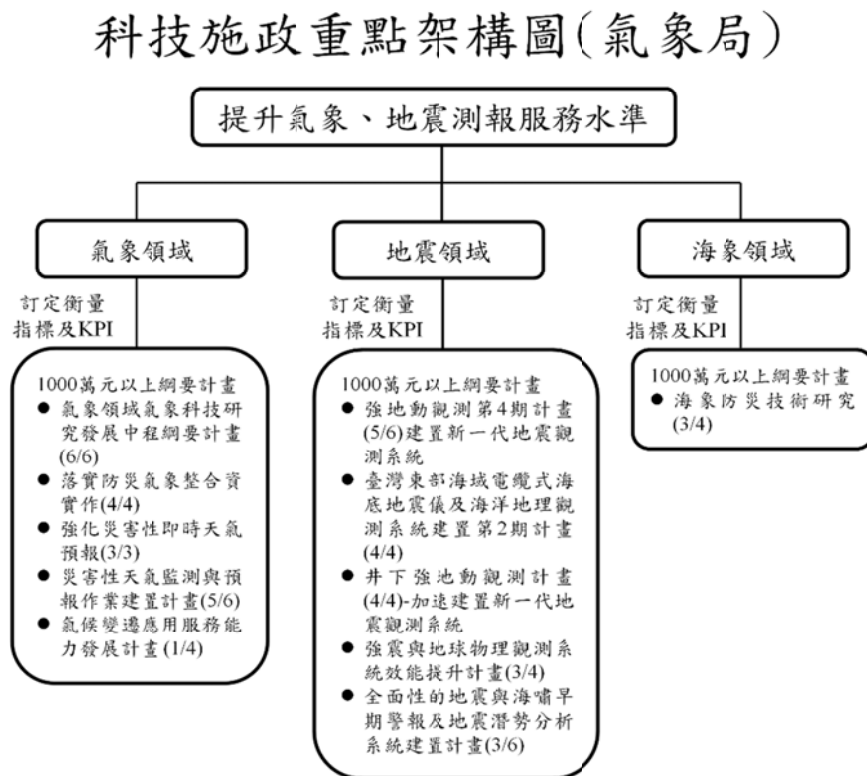 科技施政重點架構圖(氣象局)
提升氣象、地震測報服務水準
氣象領域
訂定衡量
指標及KPI
1000萬元以上綱要計畫
● 氣象領域氣象科技研
究發展中程綱要計畫
(6/6)
● 落實防災氣象整合資
實作(4/4)
● 強化災害性即時天氣
預報(3/3)
● 災害性天氣監測與預
報作業建置計畫(5/6)
● 氣候變遷應用服務能
力發展計畫(1/4)
地震領域
訂定衡量
指標及KPI
1000萬元以上綱要計畫
● 強地動觀測第4期計畫
(5/6)建置新一代地震觀
測系統
● 臺灣東部海域電纜式海
底地震儀及海洋地理觀
測系統建置第2期計畫
(4/4)
● 井下強地動觀測計畫
(4/4)-加速建置新一代地
震觀測系統
● 強震與地球物理觀測系
統效能提升計畫(3/4)
● 全面性的地震與海嘯早
期警報及地震潛勢分析
系統建置計畫(3/6)
海象領域
訂定衡量
指標及KPI
1000萬元以上綱要計畫
● 海象防災技術研究
(3/4)